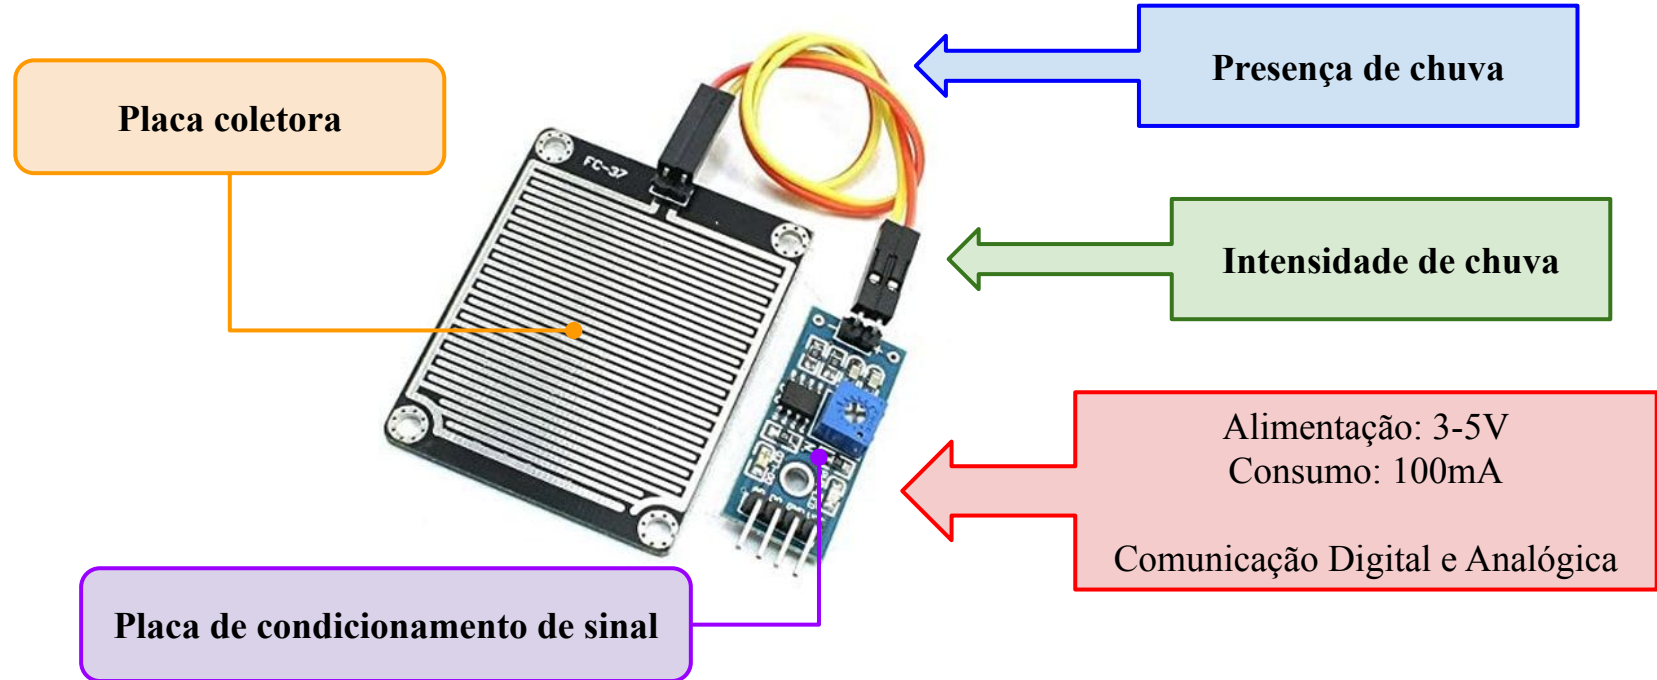 Presença de chuva
Placa coletora
FC-37
Intensidade de chuva
Alimentação: 3-5V
Consumo: 100mA
Comunicação Digital e Analógica
Placa de condicionamento de sinal